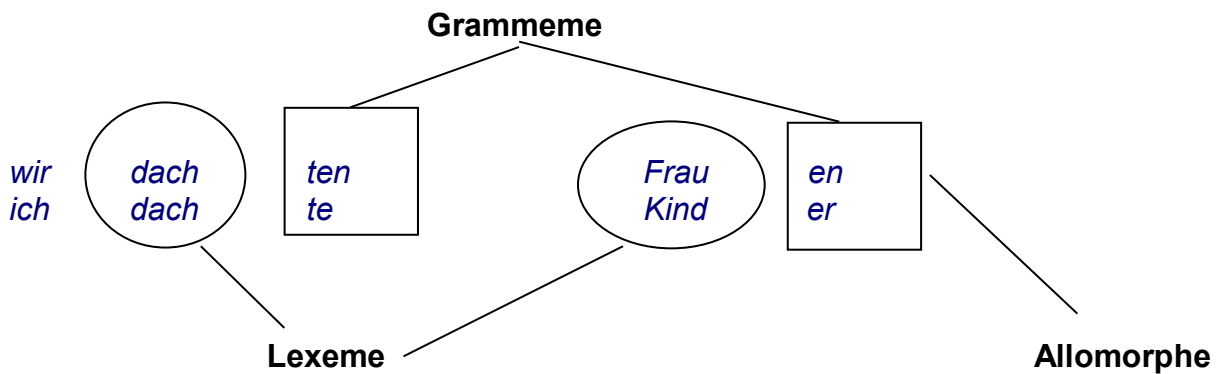 Grammeme
wir dach ten Frau en
ich dach te Kind er
Lexeme Allomorphe